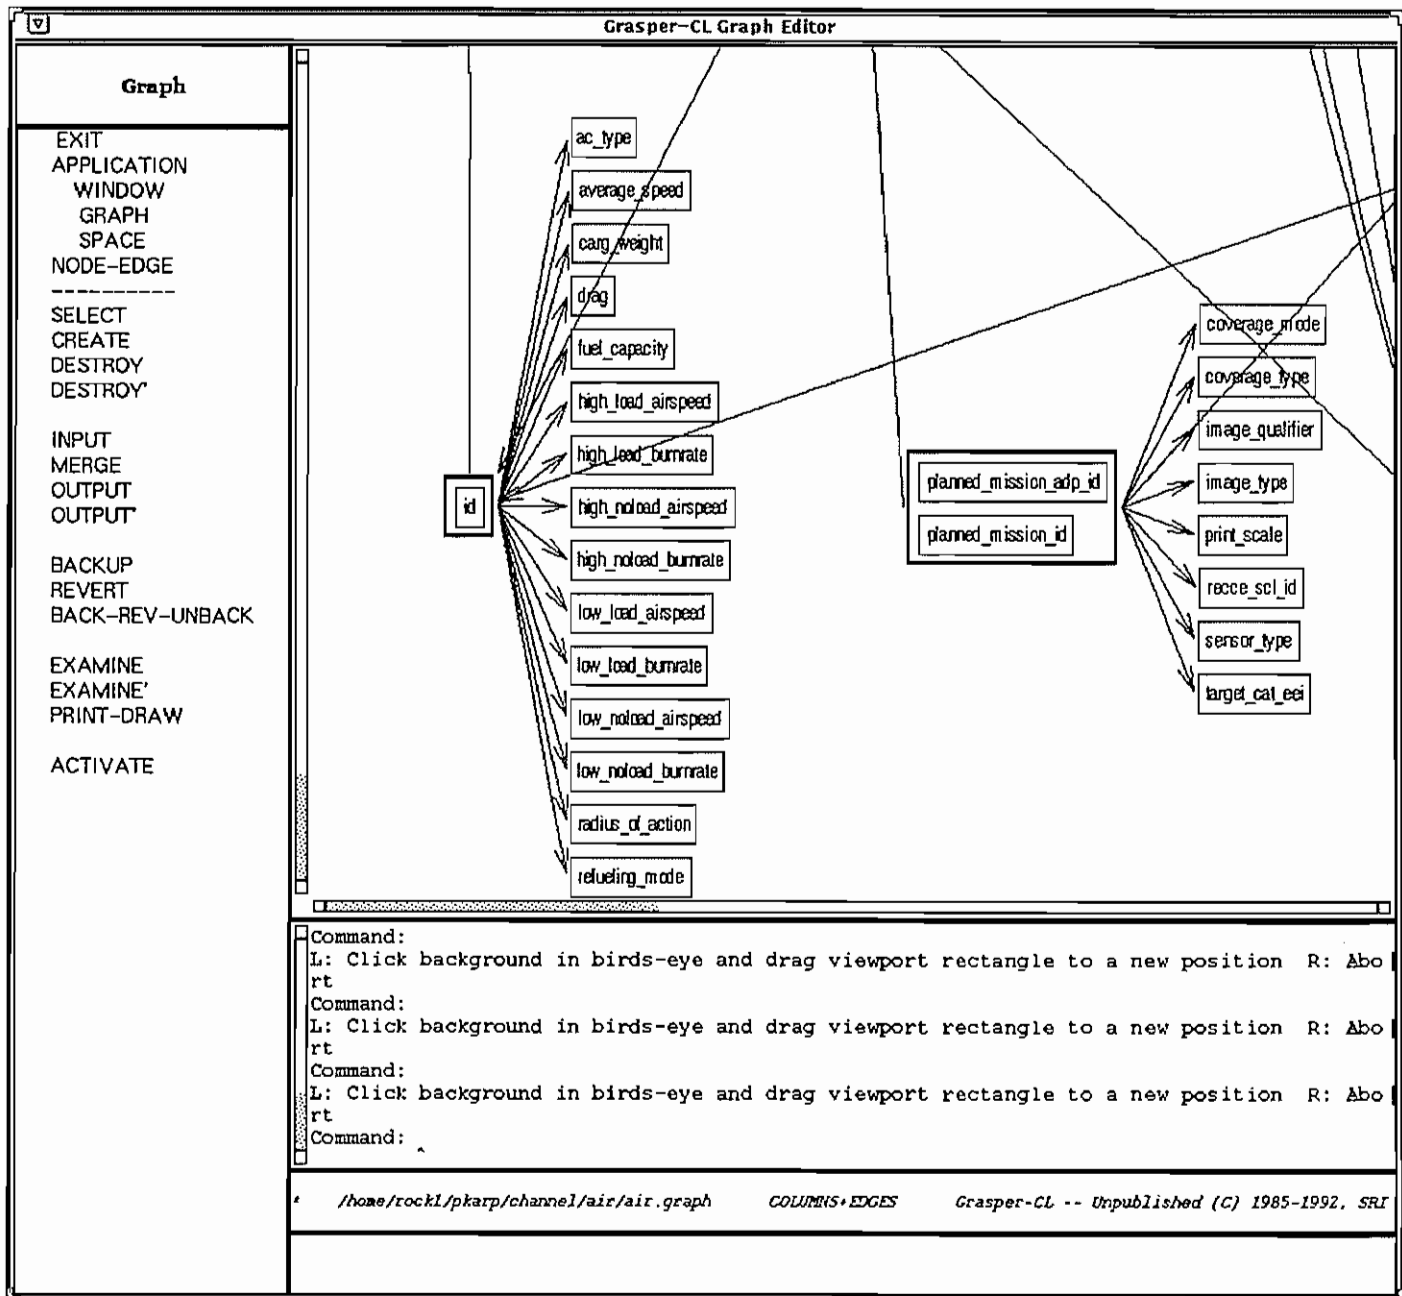 Grasper-CL Graph Editor
Graph
EXIT
APPLICATION
WINDOW
GRAPH
SPACE
NODE-EDGE
-----------
SELECT
CREATE
DESTROY
DESTROY'
INPUT
MERGE
OUTPUT
OUTPUT'
BACKUP
REVERT
BACK-REV-UNBACK
EXAMINE
EXAMINE'
PRINT-DRAW
ACTIVATE
id
ac_type
average_speed
carg_weight
drag
fuel_capacity
high_load_airspeed
high_load_burnrate
high_noload_airspeed
high_noload_burnrate
low_load_airspeed
low_load_burnrate
low_noload_airspeed
low_noload_burnrate
radius_of_action
refueling_mode
planned_mission_adp_id
planned_mission_id
coverage_mode
coverage_type
image_qualifier
image_type
print_scale
recce_scl_id
sensor_type
target_cat_eei
Command:
L: Click background in birds-eye and drag viewport rectangle to a new position  R: Abo
rt
Command:
L: Click background in birds-eye and drag viewport rectangle to a new position  R: Abo
rt
Command:
L: Click background in birds-eye and drag viewport rectangle to a new position  R: Abo
rt
Command:
/home/rock1/pkarp/channel/air/air.graph COLUMNS+EDGES Grasper-CL -- Unpublished (C) 1985-1992, SRI